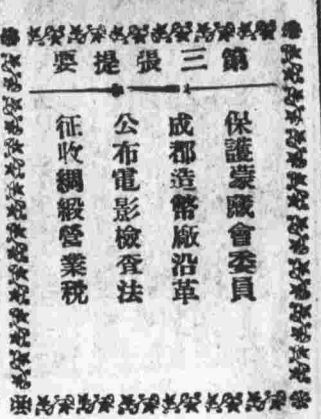 第三張提要
保護蒙藏會委員
成都造幣廠沿革
公布電影檢査法
征收綢緞營業稅